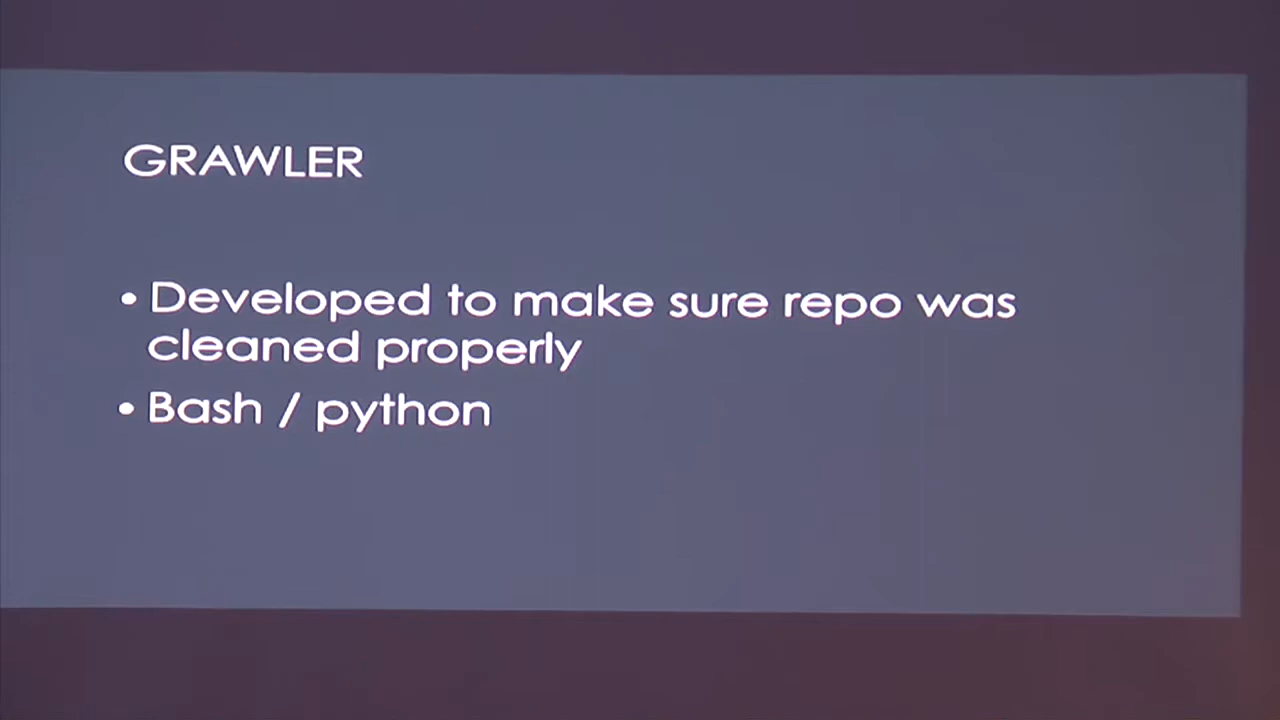 GRAWLER
• Developed to make sure repo was
cleaned properly
• Bash / python